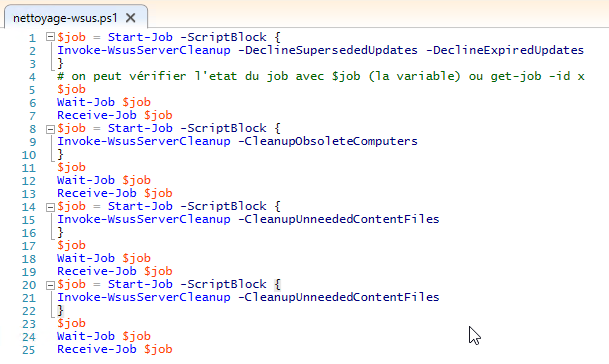 nettoyage-wsus.ps1
1 $job = Start-Job -ScriptBlock {
2 Invoke-WsusServerCleanup -DeclineSupersededUpdates -DeclineExpiredUpdates
3 }
4 # on peut vérifier l'etat du job avec $job (la variable) ou get-job -id x
5 $job
6 Wait-Job $job
7 Receive-Job $job
8 $job = Start-Job -ScriptBlock {
9 Invoke-WsusServerCleanup -CleanupObsoleteComputers
10 }
11 $job
12 Wait-Job $job
13 Receive-Job $job
14 $job = Start-Job -ScriptBlock {
15 Invoke-WsusServerCleanup -CleanupUnneededContentFiles
16 }
17 $job
18 Wait-Job $job
19 Receive-Job $job
20 $job = Start-Job -ScriptBlock {
21 Invoke-WsusServerCleanup -CleanupUnneededContentFiles
22 }
23 $job
24 Wait-Job $job
25 Receive-Job $job